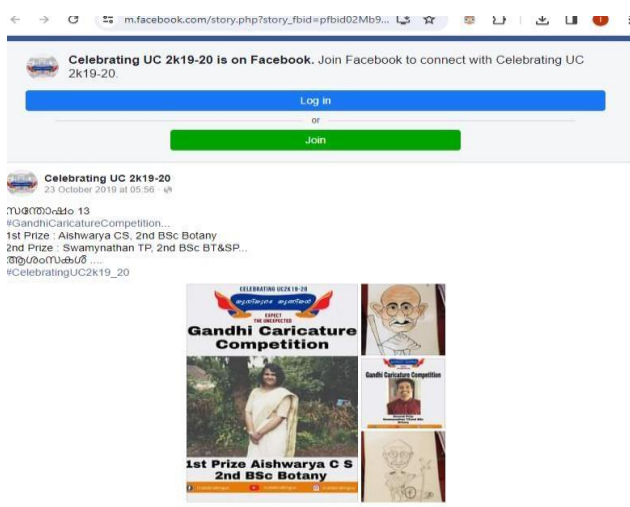 m.facebook.com/story.php?story_fbid=pfbid02Mb9...
Celebrating UC 2k19-20 is on Facebook. Join Facebook to connect with Celebrating UC
2k19-20.
Log in
or
Join
Celebrating UC 2k19-20
23 October 2019 at 05:56
സന്തോഷം 13
#GandhiCaricatureCompetition...
1st Prize : Aishwarya CS, 2nd BSc Botany
2nd Prize : Swamynathan TP, 2nd BSc BT&SP...
ആശംസകൾ ....
#CelebratingUC2k19_20
CELEBRATING UC2K19-20
EXPECT
THE UNEXPECTED
Gandhi Caricature
Competition
1st Prize Aishwarya C S
2nd BSc Botany
Gandhi Caricature Competition